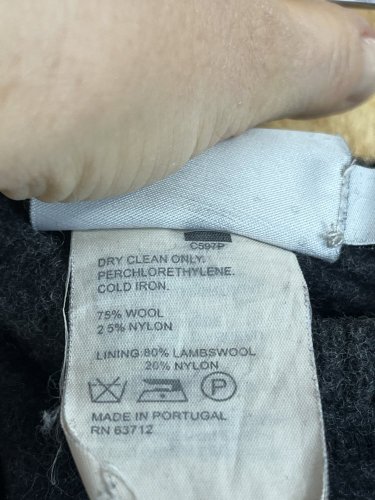 C597P
DRY CLEAN ONLY.
PERCHLORETHYLENE.
COLD IRON.
75% WOOL
25% NYLON
LINING: 80% LAMBSWOOL
20% NYLON
P
MADE IN PORTUGAL
RN 63712